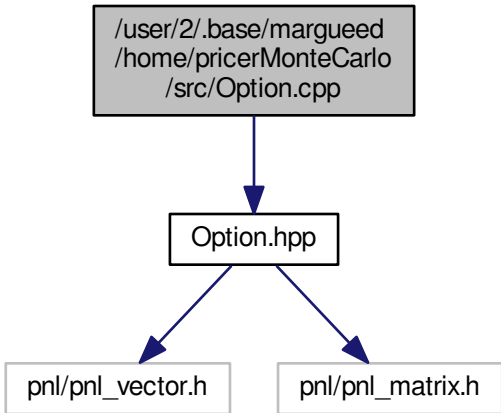 /user/2/.base/margueed
/home/pricerMonteCarlo
/src/Option.cpp
Option.hpp
pnl/pnl_vector.h
pnl/pnl_matrix.h